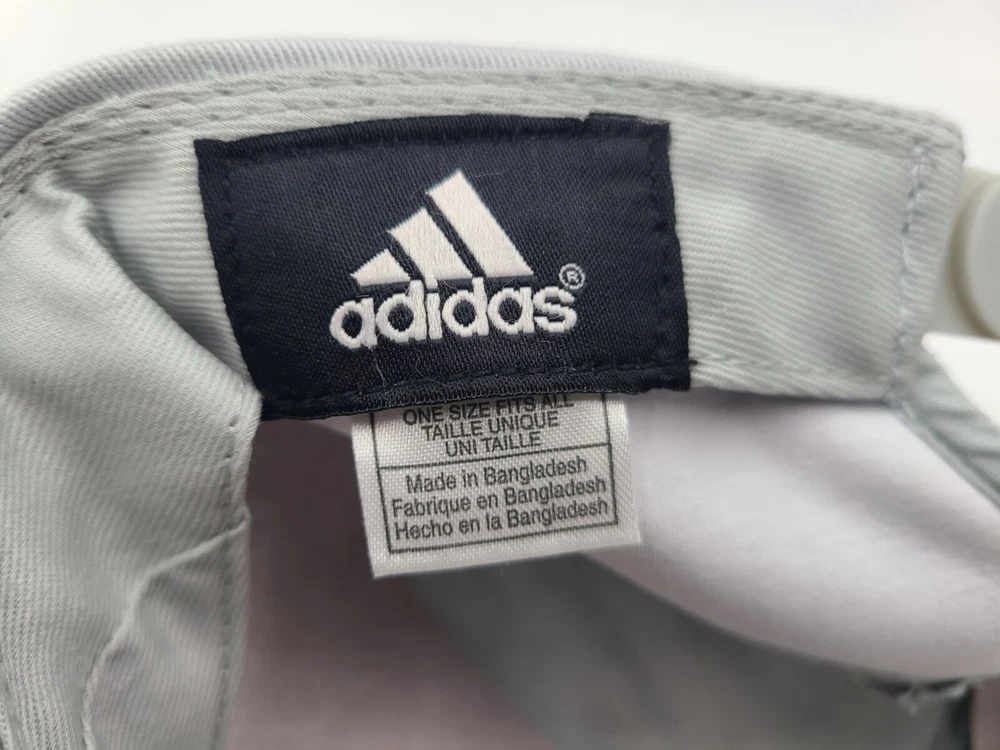 adidas®
ONE SIZE FITS ALL
TAILLE UNIQUE
UNI TAILLE
Made in Bangladesh
Fabrique en Bangladesh
Hecho en la Bangladesh